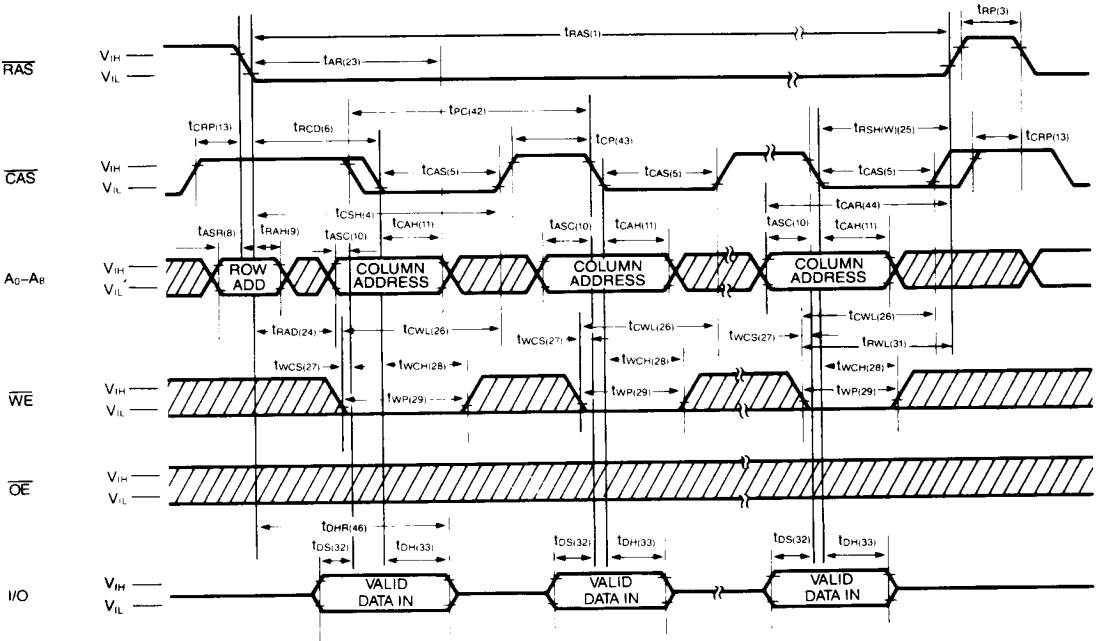 tRAS(1)
tRP(3)
RAS
VIH
VIL
tAR(23)
tPC(42)
tCRP(13)
tRCD(6)
tCP(43)
tRSH(W)(25)
tCRP(13)
CAS
VIH
VIL
tCAS(5)
tCAS(5)
tCAS(5)
tCSH(4)
tCAR(44)
tASR(8)
tRAH(9)
tASC(10)
tCAH(11)
tASC(10)
tCAH(11)
tASC(10)
tCAH(11)
A0–A8
VIH
VIL
ROW
ADD
COLUMN
ADDRESS
COLUMN
ADDRESS
COLUMN
ADDRESS
tRAD(24)
tCWL(26)
tWCS(27)
tCWL(26)
tWCS(27)
tCWL(26)
tRWL(31)
tWCS(27)
tWCH(28)
tWCH(28)
tWCH(28)
WE
VIH
VIL
tWP(29)
tWP(29)
tWP(29)
OE
VIH
VIL
tDHR(46)
tDS(32)
tDH(33)
tDS(32)
tDH(33)
tDS(32)
tDH(33)
I/O
VIH
VIL
VALID
DATA IN
VALID
DATA IN
VALID
DATA IN